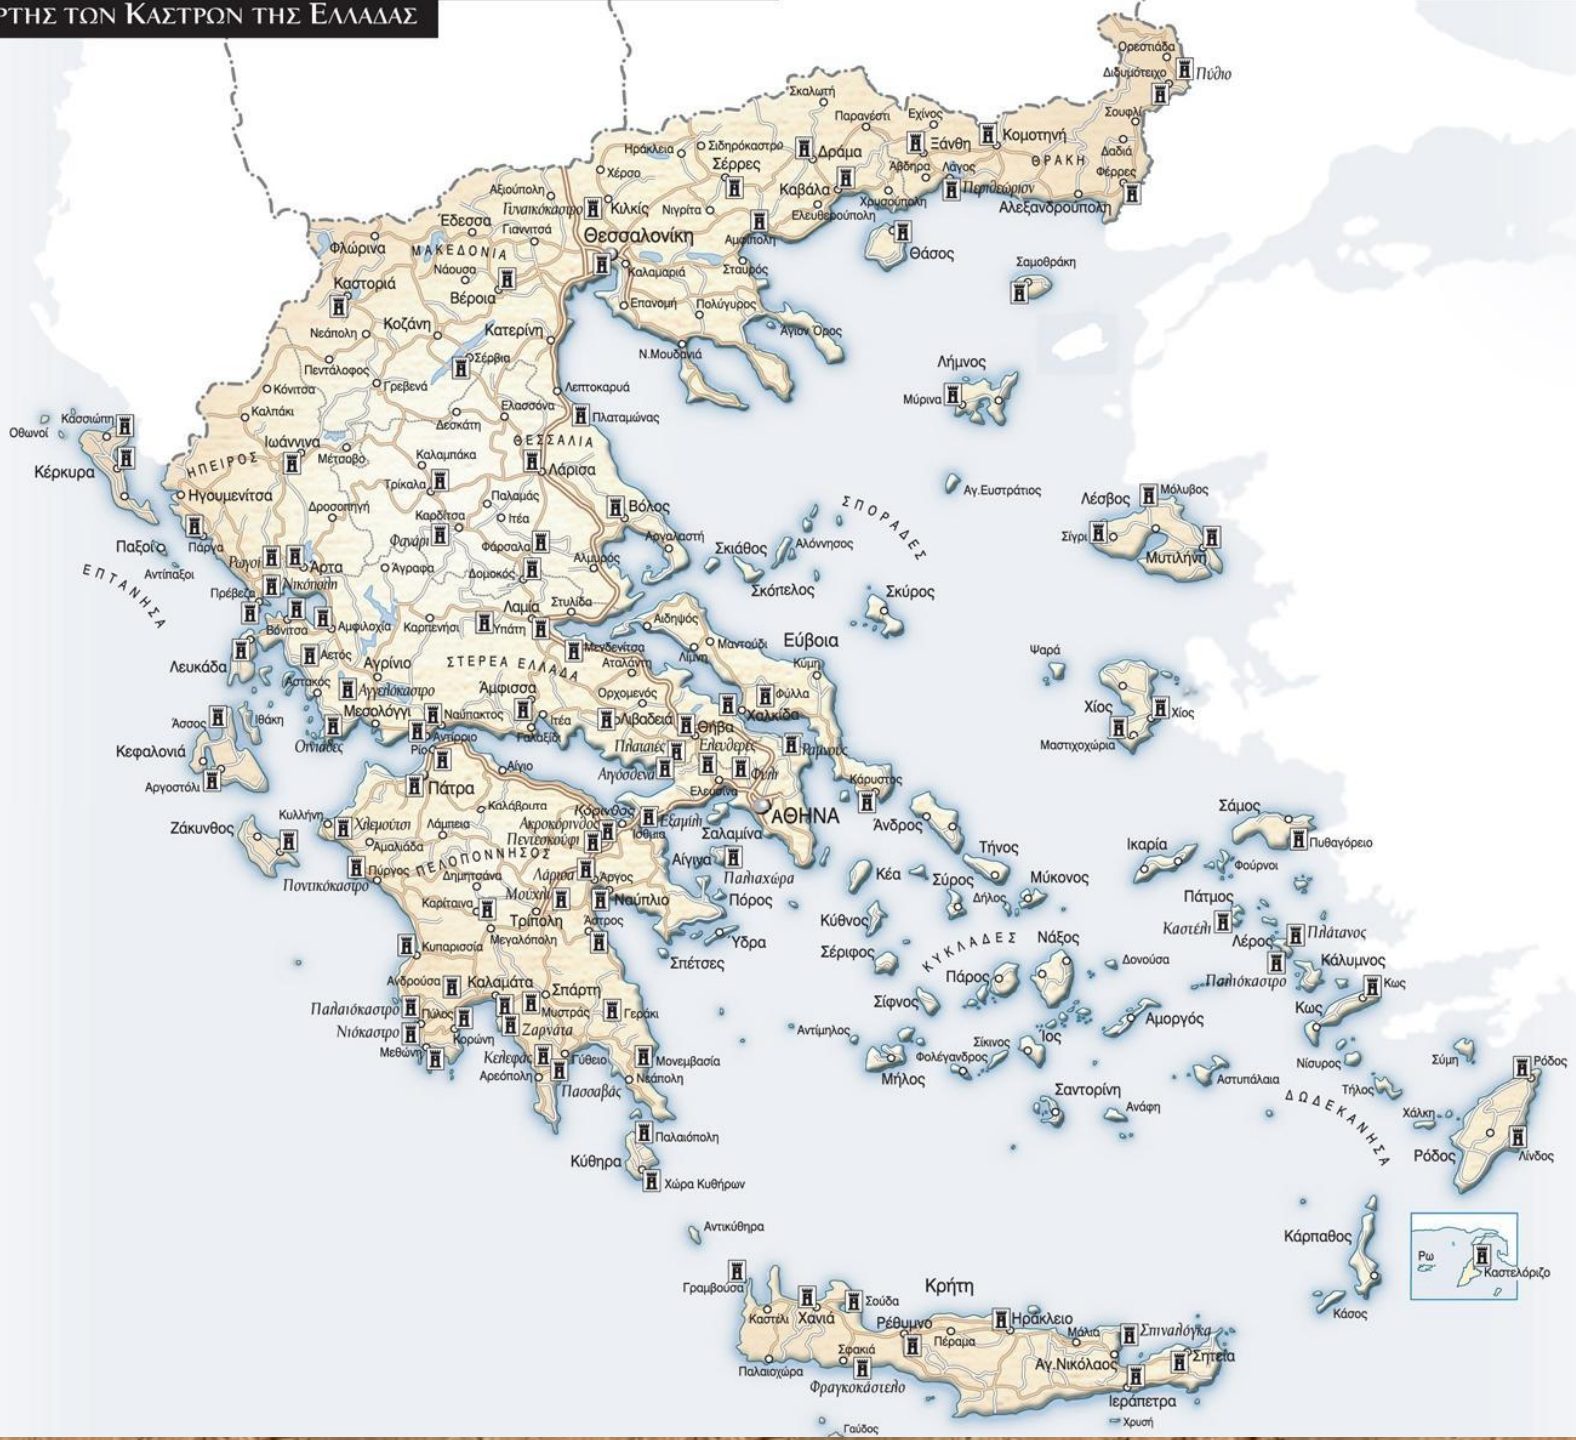 ΡΤΗΣ ΤΩΝ ΚΑΣΤΡΩΝ ΤΗΣ ΕΛΛΑΔΑΣ
Ορεστιάδα
Διδυμότειχο
Πύθιο
Σκαλωτή
Παρανέστι
Εχίνος
Σουφλί
Κομοτηνή
Ηράκλεια
Σιδηρόκαστρο
Δράμα
Ξάνθη
ΘΡΑΚΗ
Δαδιά
Σέρρες
Άβδηρα
Λάγος
Φέρρες
Χέρσο
Καβάλα
Περιθεώριον
Αξιούπολη
Χρυσούπολη
Γυναικόκαστρο
Κιλκίς
Νιγρίτα
Ελευθερούπολη
Αλεξανδρούπολη
Έδεσσα
Γιαννιτσά
Θεσσαλονίκη
Αμφίπολη
Φλώρινα
ΜΑΚΕΔΟΝΙΑ
Θάσος
Νάουσα
Καλαμαριά
Σταυρός
Σαμοθράκη
Καστοριά
Βέροια
Επανομή
Πολύγυρος
Νεάπολη
Κοζάνη
Κατερίνη
Άγιον Όρος
Σέρβια
Ν.Μουδανιά
Λήμνος
Πεντάλοφος
Κόνιτσα
Γρεβενά
Λεπτοκαρυά
Μύρινα
Καλπάκι
Ελασσόνα
Πλαταμώνας
Κασσιώπη
Δεσκάτη
Οθωνοί
Ιωάννινα
ΘΕΣΣΑΛΙΑ
Μέτσοβο
Καλαμπάκα
ΗΠΕΙΡΟΣ
Κέρκυρα
Λάρισα
Τρίκαλα
Αγ.Ευστράτιος
Ηγουμενίτσα
Παλαμάς
Λέσβος
Μόλυβος
Δροσοπηγή
Καρδίτσα
Ιτέα
Βόλος
ΣΠΟΡΑΔΕΣ
Σίγρι
Πάργα
Φανάρι
Φάρσαλα
Αργαλαστή
Σκιάθος
Αλόννησος
Παξοί
Μυτιλήνη
Ρωγοί
Άρτα
Άγραφα
Δομοκός
Αλμυρός
Αντίπαξοι
Νικόπολη
Σκόπελος
Σκύρος
ΕΠΤΑΝΗΣΑ
Πρέβεζα
Λαμία
Στυλίδα
Βόνιτσα
Αμφιλοχία
Καρπενήσι
Υπάτη
Αιδηψός
Μαντούδι
Εύβοια
Αετός
Μενδενίτσα
Λίμνη
Ψαρά
Λευκάδα
Αγρίνιο
ΣΤΕΡΕΑ ΕΛΛΑΔΑ
Αταλάντη
Κύμη
Αστακός
Αγγελόκαστρο
Άμφισσα
Ορχομενός
Φύλλα
Άσσος
Ιθάκη
Μεσολόγγι
Ναύπακτος
Ιτέα
Λιβαδειά
Χαλκίδα
Χίος
Χίος
Θήβα
Οινιάδες
Αντίρριο
Γαλαξίδι
Πλαταιές
Ελευθερές
Ραμνούς
Μαστιχοχώρια
Κεφαλονιά
Ρίο
Αίγιο
Αιγόσθενα
Φυλή
Αργοστόλι
Πάτρα
Ελευσίνα
Κάρυστος
Κυλλήνη
Καλάβρυτα
Κόρινθος
ΑΘΗΝΑ
Σάμος
Ζάκυνθος
Χλεμούτσι
Λάμπεια
Ακροκόρινθος
Εξαμίλι
Ίσθμια
Σαλαμίνα
Άνδρος
Πεντεσκούφι
Αμαλιάδα
Ικαρία
Πυθαγόρειο
ΠΕΛΟΠΟΝΝΗΣΟΣ
Αίγινα
Τήνος
Φούρνοι
Πύργος
Δημητσάνα
Λάρισα
Άργος
Παλιαχώρα
Κέα
Σύρος
Μύκονος
Ποντικόκαστρο
Μουχλί
Ναύπλιο
Πόρος
Δήλος
Πάτμος
Καρίταινα
Τρίπολη
Άστρος
Κύθνος
Καστέλι
Μεγαλόπολη
Ύδρα
Λέρος
Πλάτανος
Κυπαρισσία
Σπέτσες
Σέριφος
ΚΥΚΛΑΔΕΣ
Νάξος
Δονούσα
Κάλυμνος
Ανδρούσα
Καλαμάτα
Σπάρτη
Πάρος
Παλιόκαστρο
Κως
Παλαιόκαστρο
Πύλος
Μυστράς
Γεράκι
Σίφνος
Κως
Νιόκαστρο
Ζαρνάτα
Αμοργός
Κορώνη
Αντίμηλος
Ίος
Μεθώνη
Κελεφάς
Γύθειο
Μονεμβασία
Φολέγανδρος
Σίκινος
Νίσυρος
Σύμη
Ρόδος
Αρεόπολη
Νεάπολη
Μήλος
Αστυπάλαια
Τήλος
Πασσαβάς
Σαντορίνη
ΔΩΔΕΚΑΝΗΣΑ
Ανάφη
Χάλκη
Παλαιόπολη
Ρόδος
Λίνδος
Κύθηρα
Χώρα Κυθήρων
Αντικύθηρα
Κάρπαθος
Ρω
Καστελόριζο
Γραμβούσα
Κρήτη
Σούδα
Κάσος
Καστέλι
Χανιά
Ρέθυμνο
Ηράκλειο
Σπιναλόγκα
Πέραμα
Μάλια
Σφακιά
Σητεία
Αγ.Νικόλαος
Παλαιοχώρα
Φραγκοκάστελο
Ιεράπετρα
Χρυσή
Γαύδος